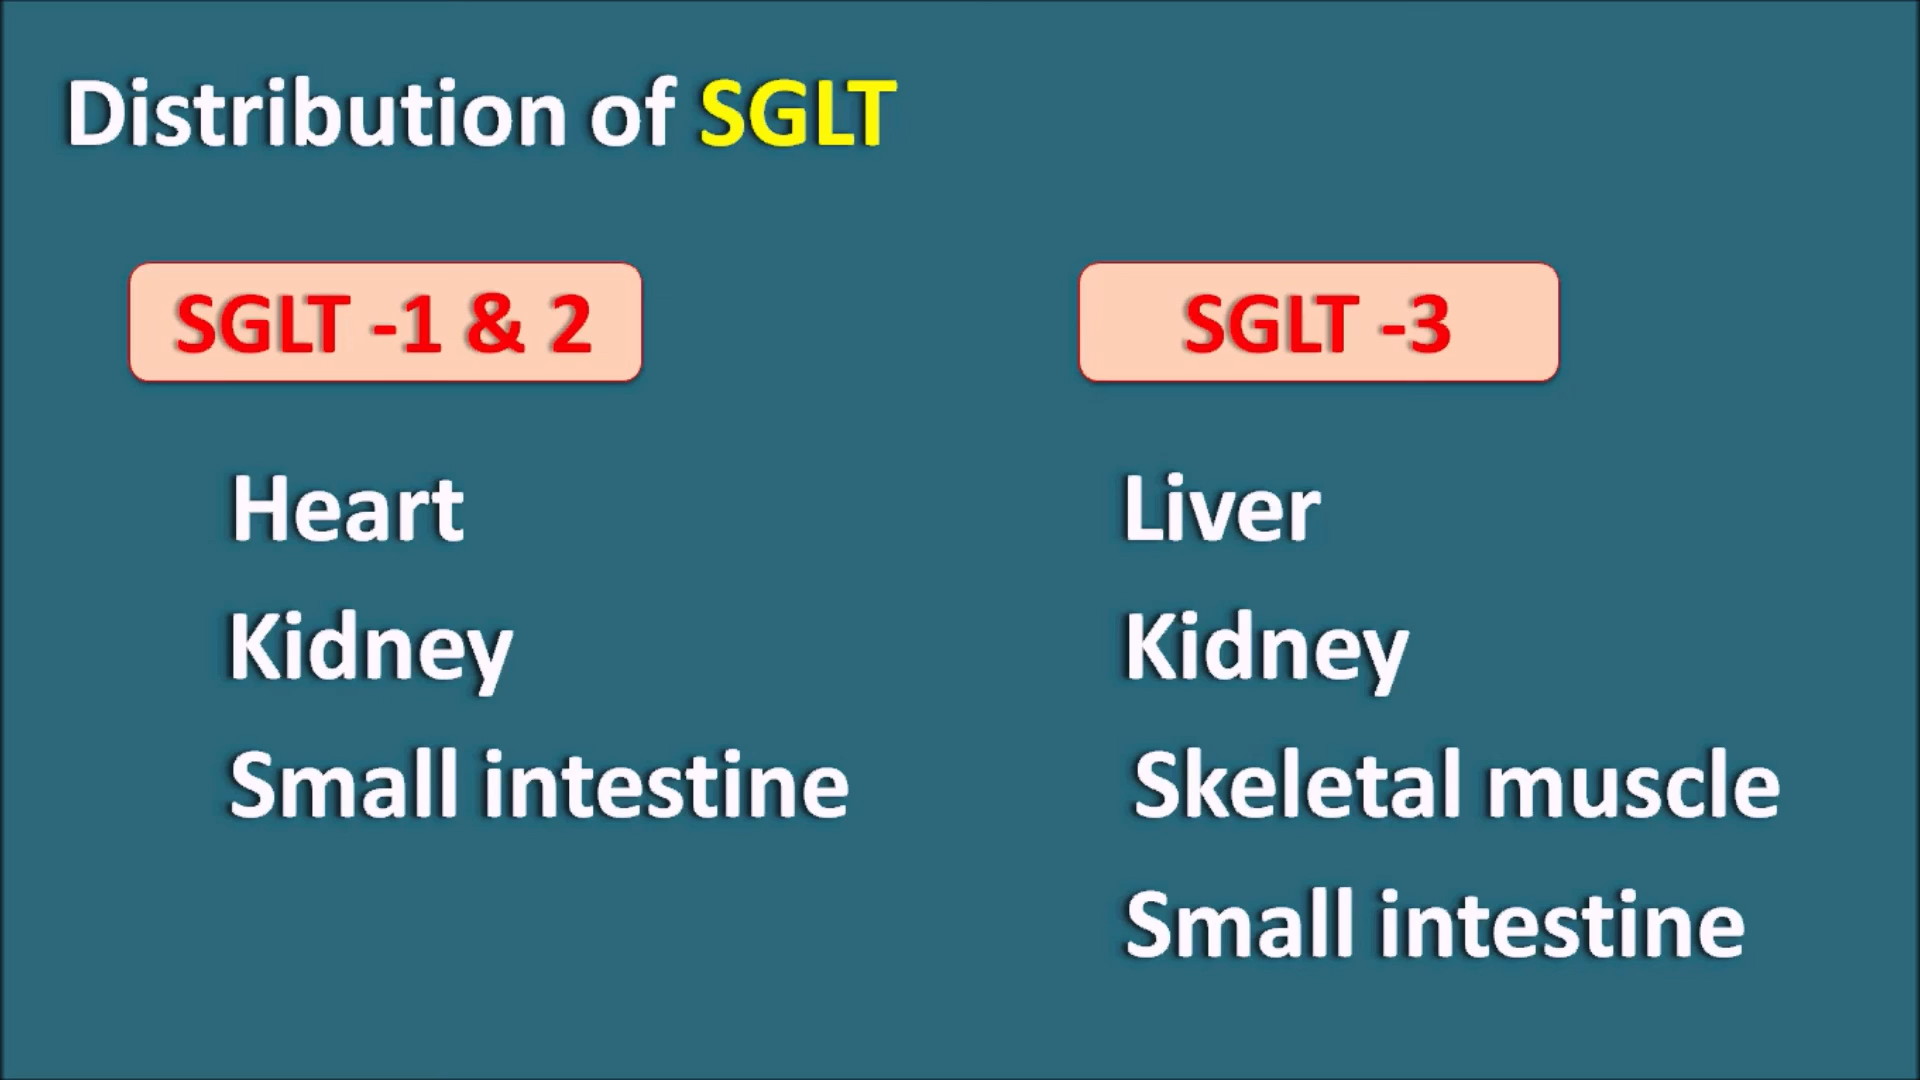 Distribution of SGLT
SGLT -1 & 2
Heart
Kidney
Small intestine
SGLT -3
Liver
Kidney
Skeletal muscle
Small intestine